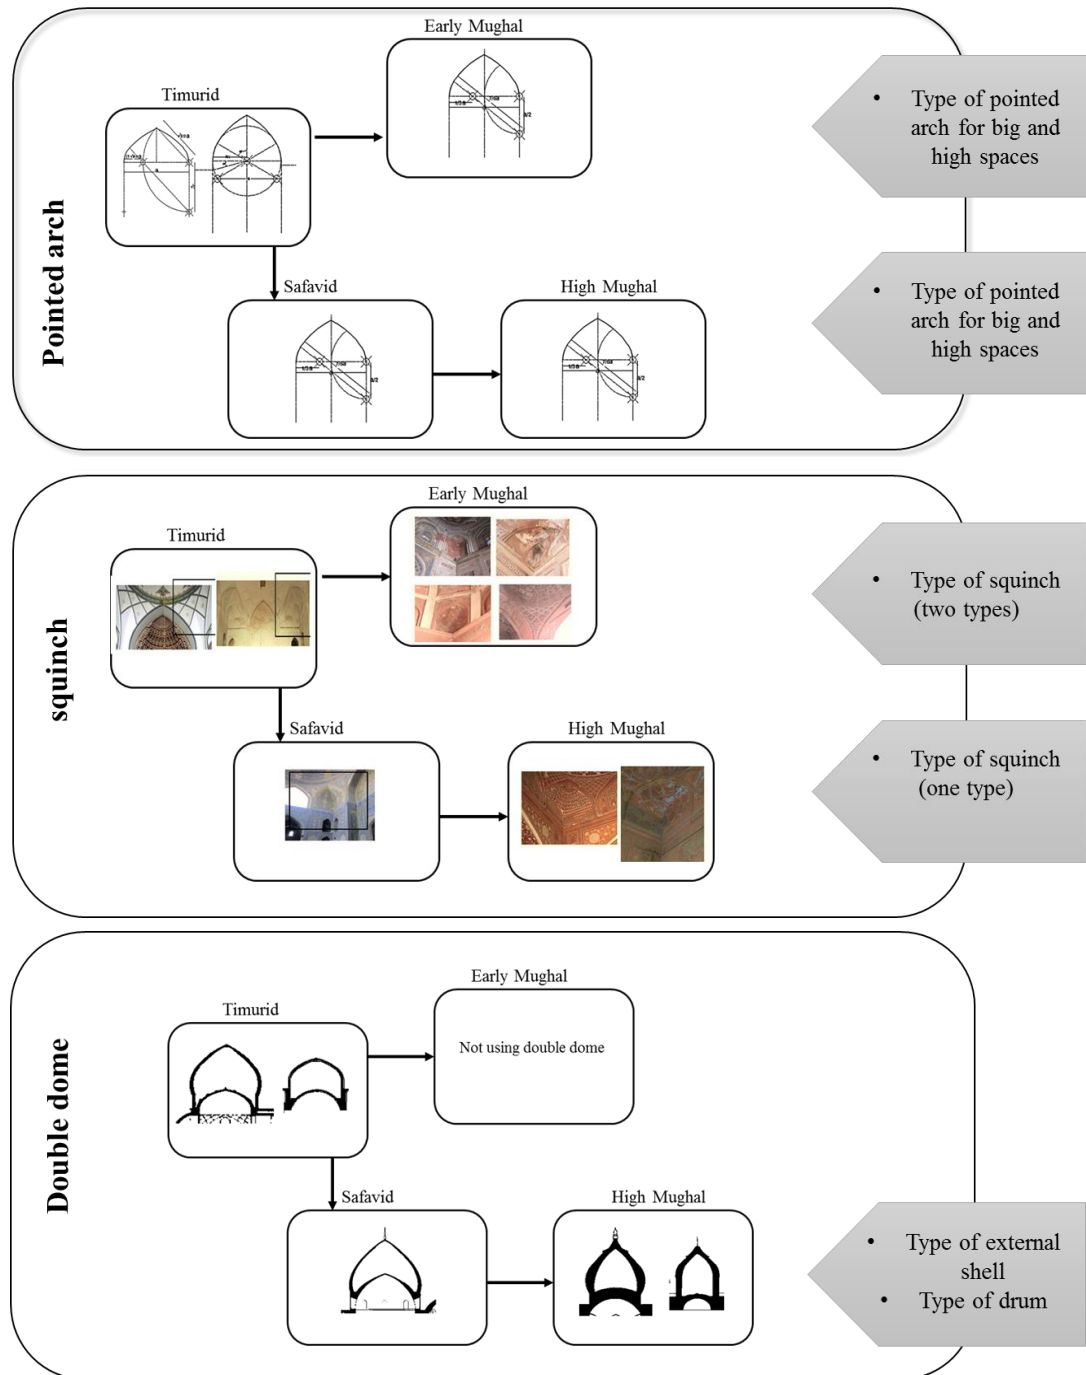 Pointed arch
Early Mughal
Timurid
• Type of pointed
arch for big and
high spaces
Safavid
High Mughal
• Type of pointed
arch for big and
high spaces
squinch
Early Mughal
Timurid
• Type of squinch
(two types)
Safavid
High Mughal
• Type of squinch
(one type)
Double dome
Early Mughal
Timurid
Not using double dome
Safavid
High Mughal
• Type of external
shell
• Type of drum